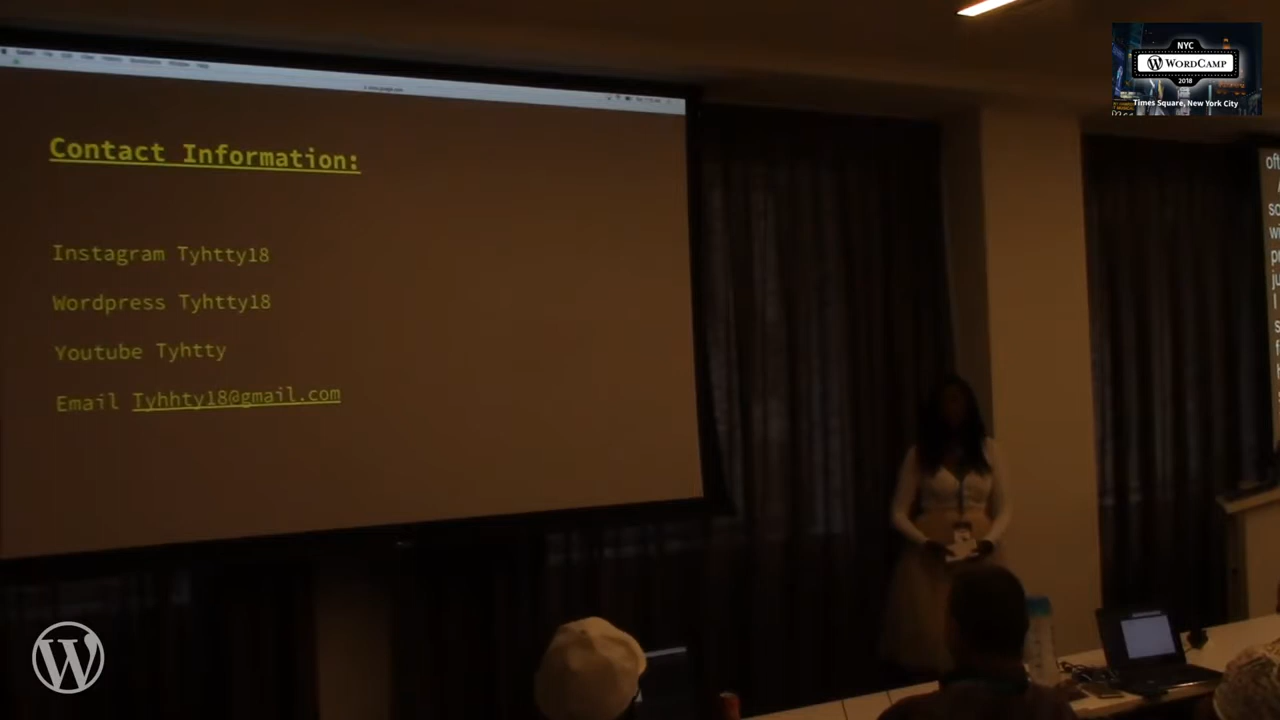 Contact Information:
Instagram Tyhtty18
Wordpress Tyhtty18
Youtube Tyhtty
Email Tyhhty18@gmail.com
NYC
WORDCAMP
2018
Times Square, New York City